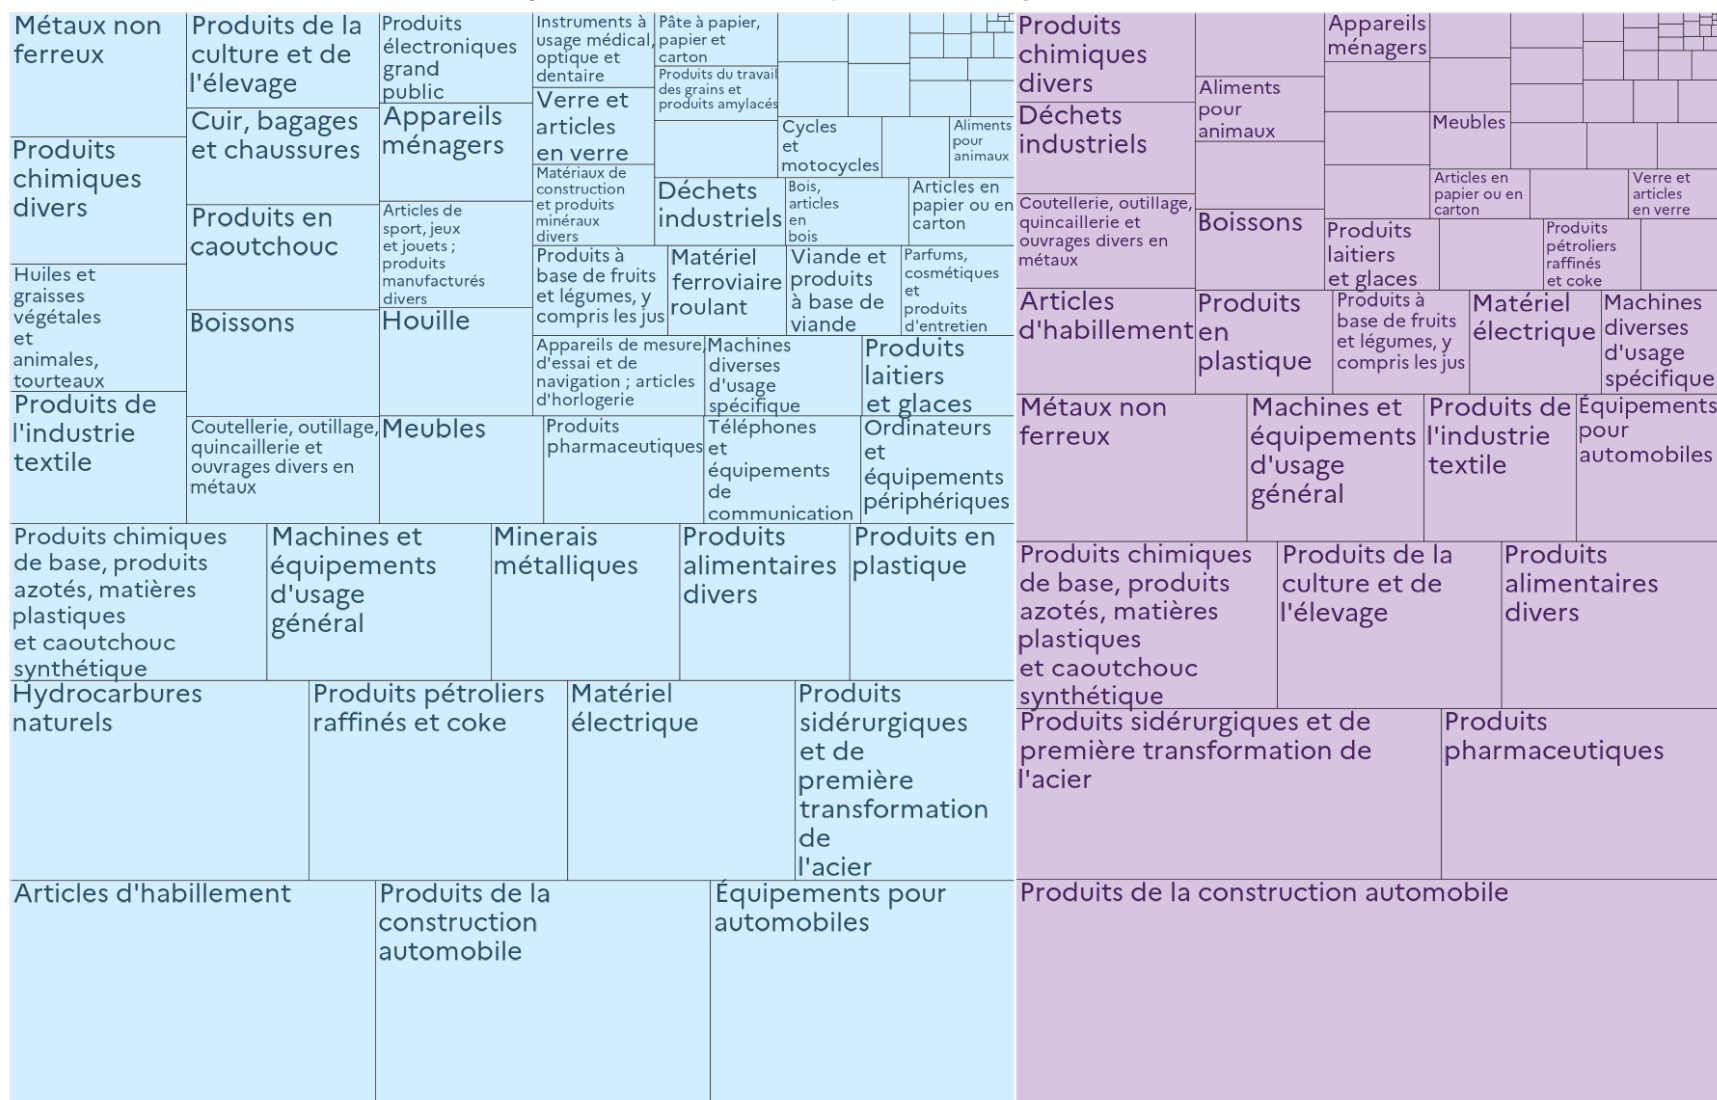 Métaux non
ferreux
Produits
chimiques
divers
Huiles et
graisses
végétales
et
animales,
tourteaux
Produits de
l'industrie
textile
Produits de la
culture et de
l'élevage
Cuir, bagages
et chaussures
Produits en
caoutchouc
Boissons
Coutellerie, outillage,
quincaillerie et
ouvrages divers en
métaux
Produits
électroniques
grand
public
Appareils
ménagers
Articles de
sport, jeux
et jouets ;
produits
manufacturés
divers
Houille
Meubles
Instruments à
usage médical,
optique et
dentaire
Verre et
articles
en verre
Matériaux de
construction
et produits
minéraux
divers
Pâte à papier,
papier et
carton
Produits du travail
des grains et
produits amylacés
Cycles
et
motocycles
Aliments
pour
animaux
Déchets
industriels
Bois,
articles
en
bois
Articles en
papier ou en
carton
Produits à
base de fruits
et légumes, y
compris les jus
Matériel
ferroviaire
roulant
Viande et
produits
à base de
viande
Parfums,
cosmétiques
et
produits
d'entretien
Appareils de mesure,
d'essai et de
navigation ; articles
d'horlogerie
Machines
diverses
d'usage
spécifique
Produits
laitiers
et glaces
Produits
pharmaceutiques
Téléphones
et
équipements
de
communication
Ordinateurs
et
équipements
périphériques
Produits chimiques
de base, produits
azotés, matières
plastiques
et caoutchouc
synthétique
Machines et
équipements
d'usage
général
Minerais
métalliques
Produits
alimentaires
divers
Produits en
plastique
Hydrocarbures
naturels
Produits pétroliers
raffinés et coke
Matériel
électrique
Produits
sidérurgiques
et de
première
transformation
de
l'acier
Articles d'habillement
Produits de la
construction
automobile
Équipements pour
automobiles
Produits
chimiques
divers
Déchets
industriels
Coutellerie, outillage,
quincaillerie et
ouvrages divers en
métaux
Aliments
pour
animaux
Boissons
Appareils
ménagers
Meubles
Articles en
papier ou en
carton
Verre et
articles
en verre
Produits
laitiers
et glaces
Produits
pétroliers
raffinés
et coke
Articles
d'habillement
Produits
en
plastique
Produits à
base de fruits
et légumes, y
compris les jus
Matériel
électrique
Machines
diverses
d'usage
spécifique
Métaux non
ferreux
Machines et
équipements
d'usage
général
Produits de
l'industrie
textile
Équipements
pour
automobiles
Produits chimiques
de base, produits
azotés, matières
plastiques
et caoutchouc
synthétique
Produits de la
culture et de
l'élevage
Produits
alimentaires
divers
Produits sidérurgiques et de
première transformation de
l'acier
Produits
pharmaceutiques
Produits de la construction automobile